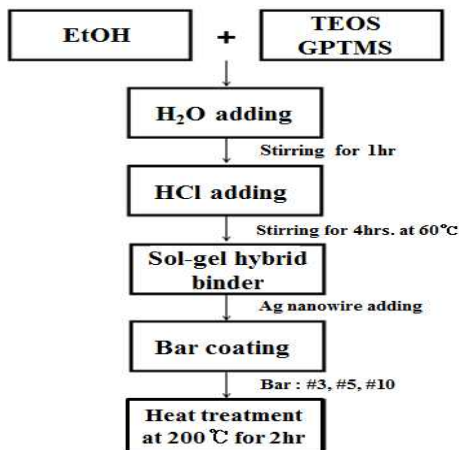 EtOH
+
TEOS
GPTMS
H₂O adding
Stirring for 1hr
HCl adding
Stirring for 4hrs. at 60℃
Sol-gel hybrid
binder
Ag nanowire adding
Bar coating
Bar : #3, #5, #10
Heat treatment
at 200℃ for 2hr